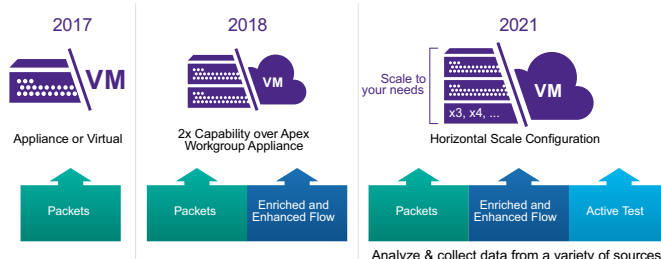 2017
VM
Appliance or Virtual
Packets
2018
VM
2x Capability over Apex
Workgroup Appliance
Packets
Enriched and
Enhanced Flow
2021
Scale to
your needs
x3, x4, ...
VM
Horizontal Scale Configuration
Packets
Enriched and
Enhanced Flow
Active Test
Analyze & collect data from a variety of sources